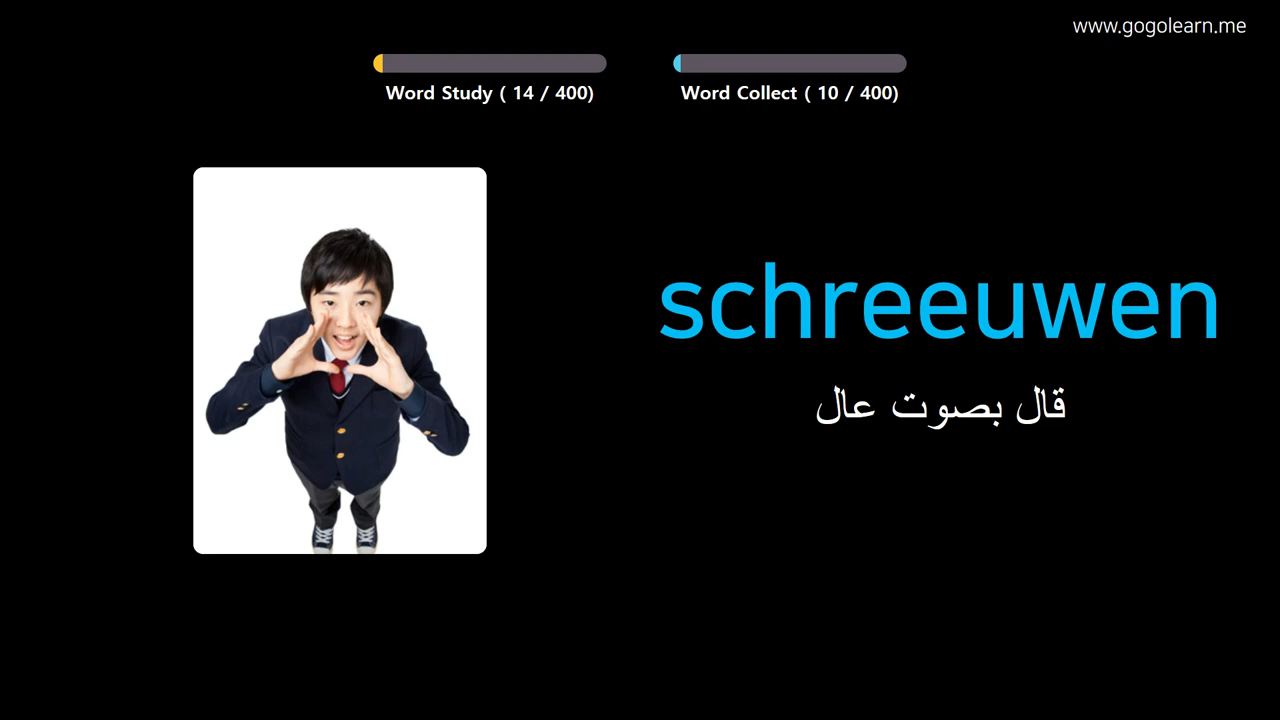 www.gogolearn.me
Word Study ( 14 / 400)
Word Collect ( 10 / 400)
schreeuwen
قال بصوت عال